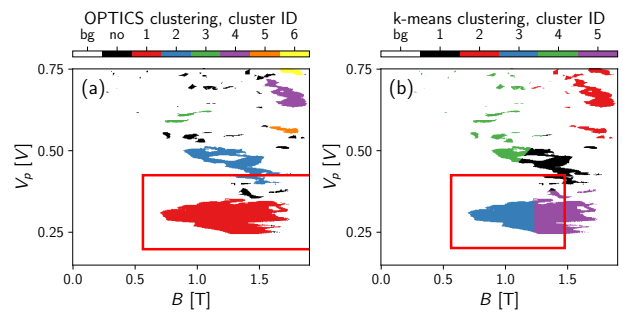 OPTICS clustering, cluster ID
bg no 1 2 3 4 5 6
(a)
0.75
0.50
0.25
V_p [V]
0.0 0.5 1.0 1.5
B [T]
k-means clustering, cluster ID
bg 1 2 3 4 5
(b)
0.75
0.50
0.25
V_p [V]
0.0 0.5 1.0 1.5
B [T]